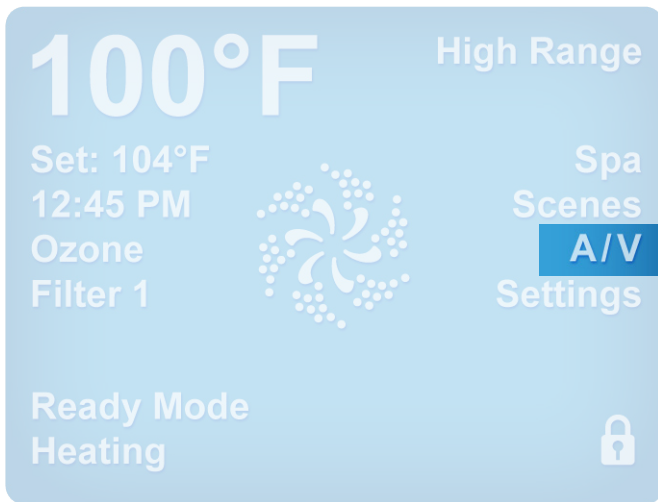 100°F
High Range
Set: 104°F
Spa
12:45 PM
Scenes
Ozone
A/V
Filter 1
Settings
Ready Mode
Heating